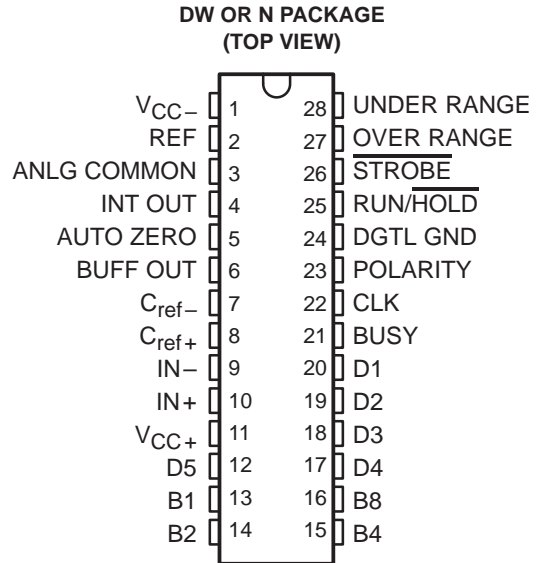 DW OR N PACKAGE
(TOP VIEW)
VCC− 1 28 UNDER RANGE
REF 2 27 OVER RANGE
ANLG COMMON 3 26 STROBE
INT OUT 4 25 RUN/HOLD
AUTO ZERO 5 24 DGTL GND
BUFF OUT 6 23 POLARITY
Cref− 7 22 CLK
Cref+ 8 21 BUSY
IN− 9 20 D1
IN+ 10 19 D2
VCC+ 11 18 D3
D5 12 17 D4
B1 13 16 B8
B2 14 15 B4